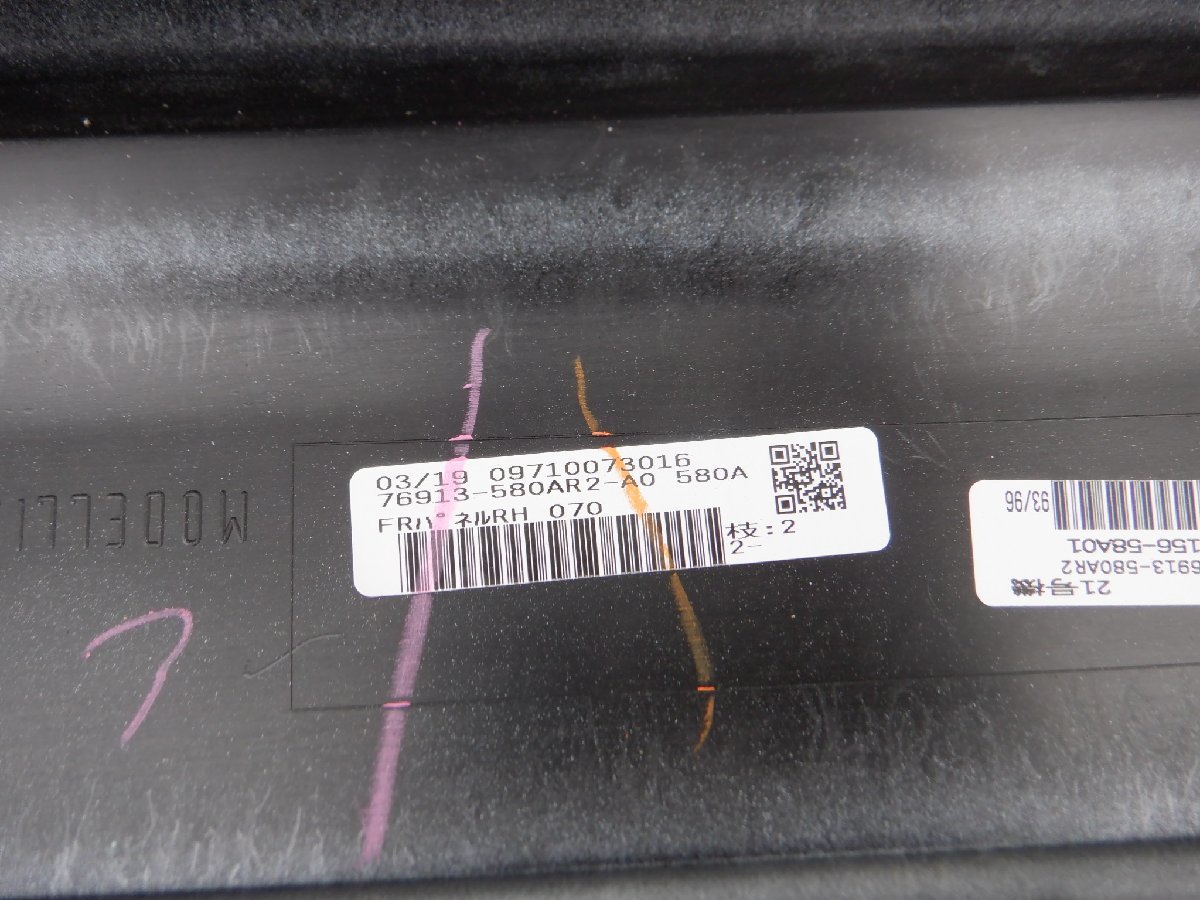 03/19 09710073016
76913-580AR2-A0 580A
FRﾊﾟﾈﾙRH 070
枝:2
2-
21号機
6913-580AR2
156-58A01
93/96
MODELLI